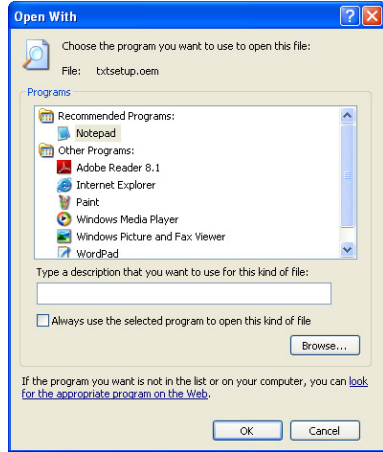 Open With
Choose the program you want to use to open this file:
File: txtsetup.oem
Programs
Recommended Programs:
Notepad
Other Programs:
Adobe Reader 8.1
Internet Explorer
Paint
Windows Media Player
Windows Picture and Fax Viewer
WordPad
Type a description that you want to use for this kind of file:
Always use the selected program to open this kind of file
Browse...
If the program you want is not in the list or on your computer, you can look
for the appropriate program on the Web.
OK Cancel